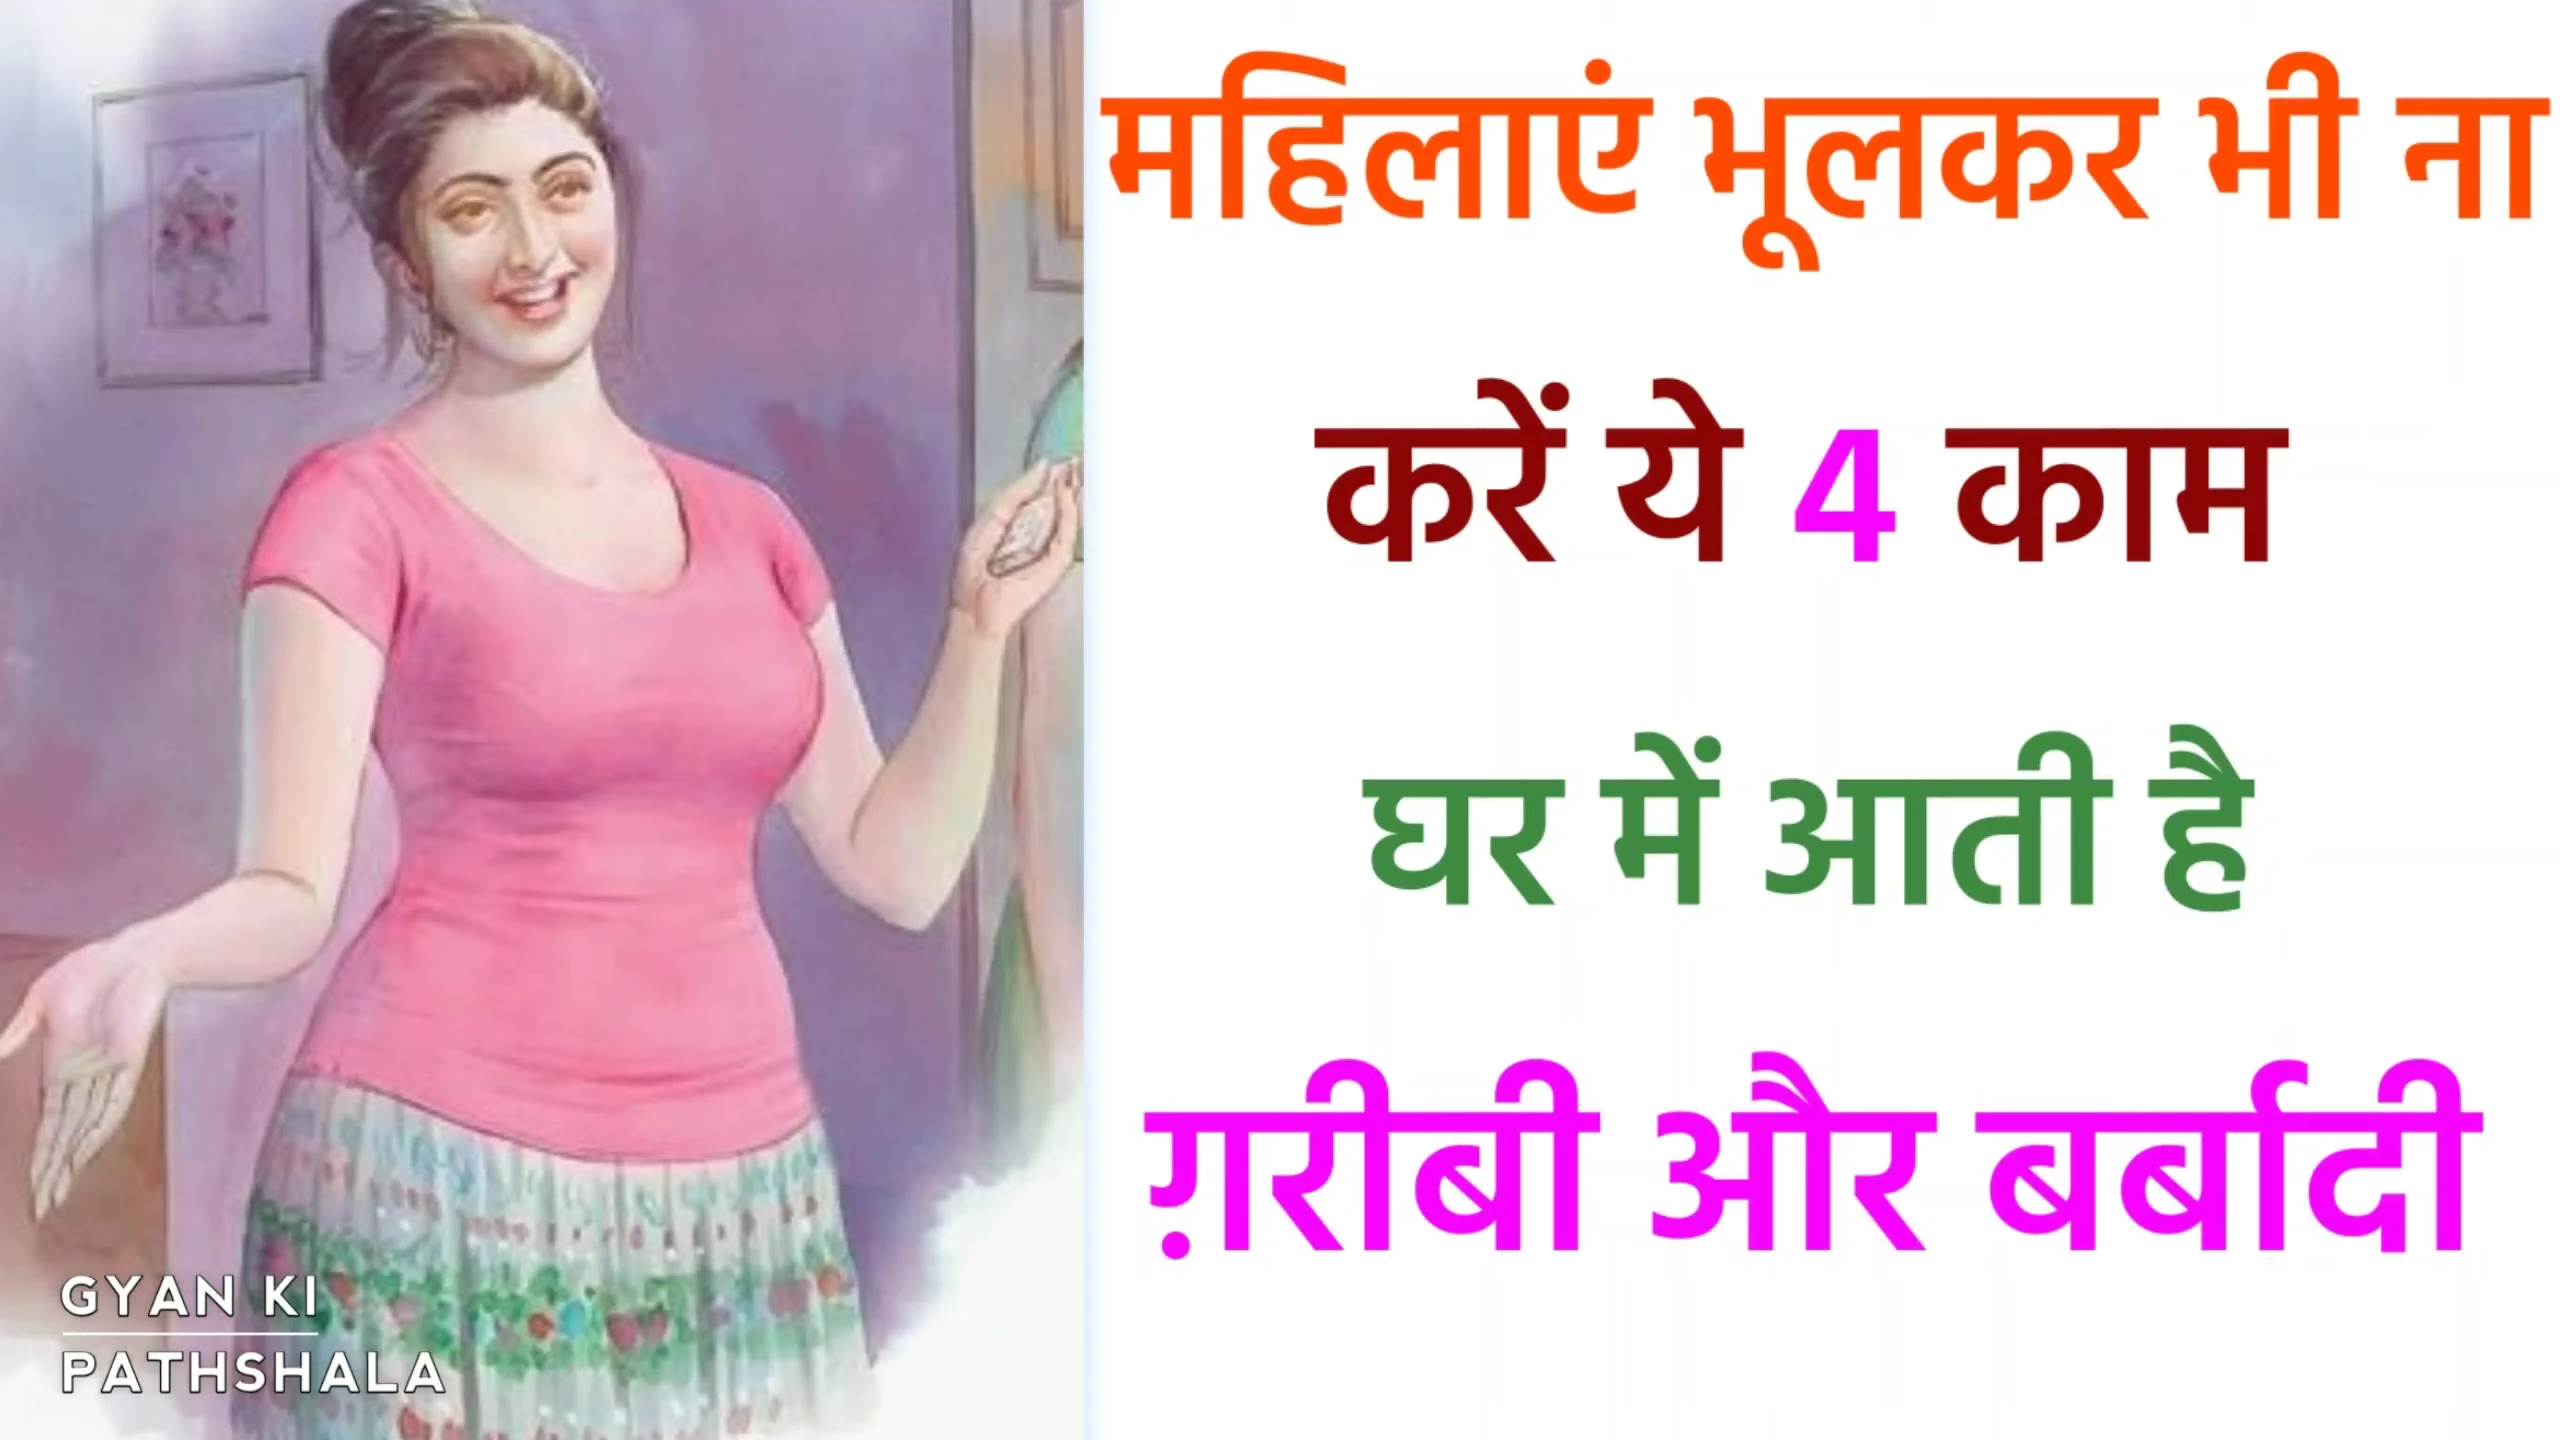 महिलाएं भूलकर भी ना
करें ये 4 काम
घर में आती है
ग़रीबी और बर्बादी
GYAN KI
PATHSHALA